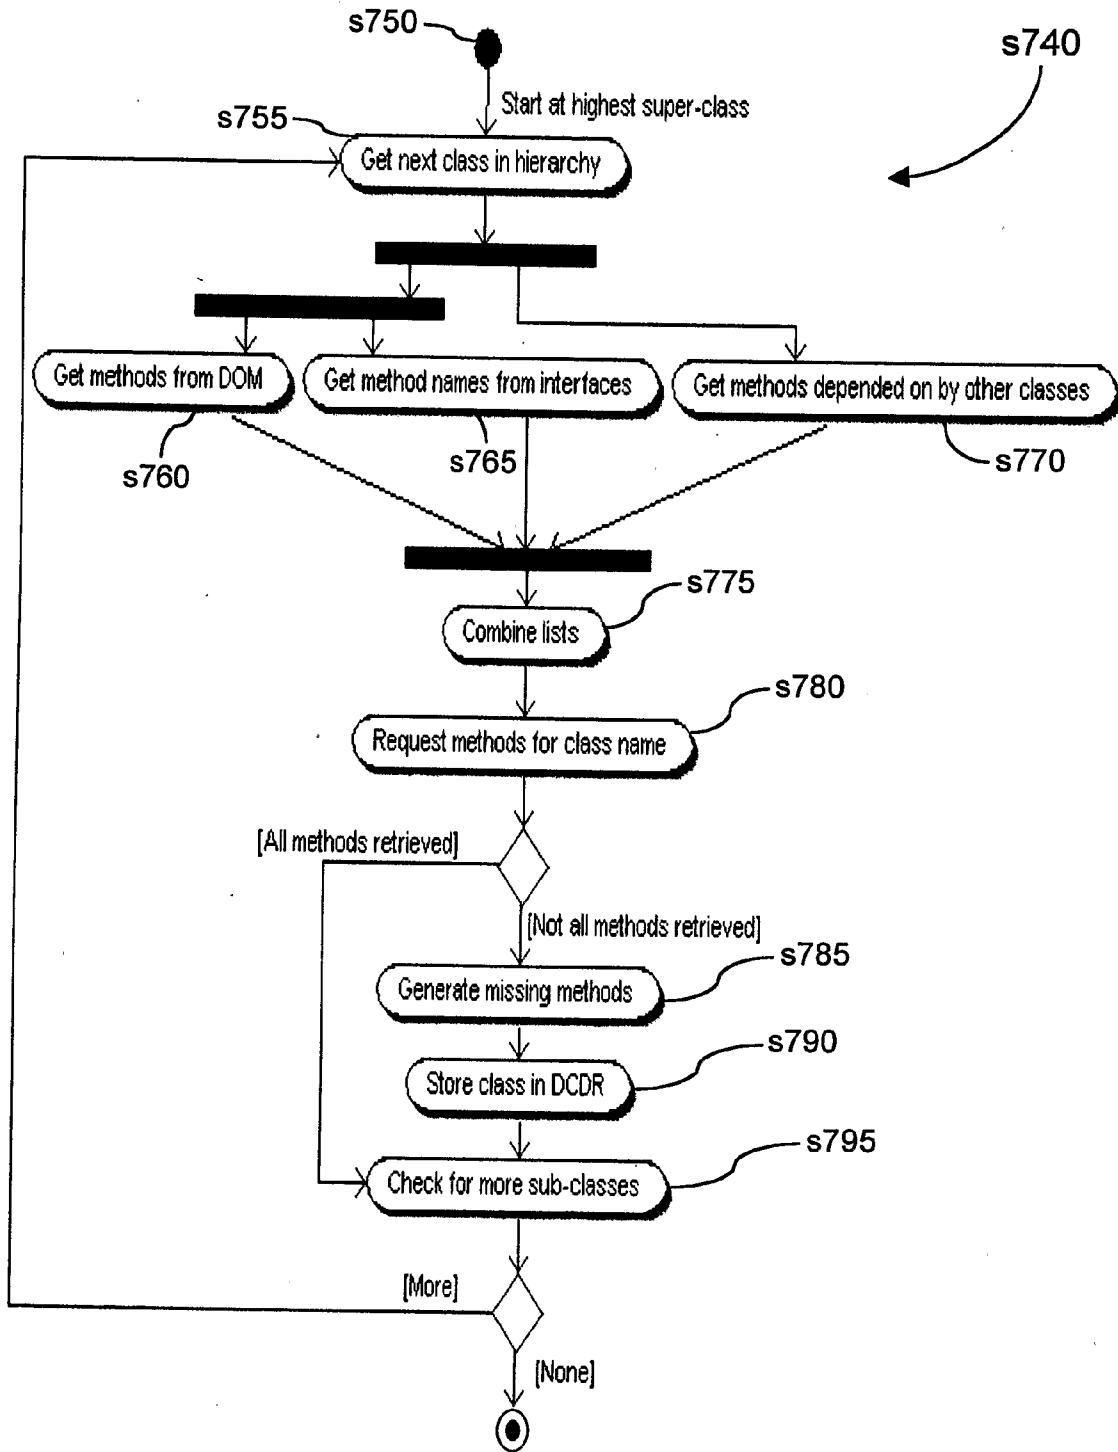 s750
s740
Start at highest super-class
s755
Get next class in hierarchy
Get methods from DOM
Get method names from interfaces
Get methods depended on by other classes
s760
s765
s770
s775
Combine lists
s780
Request methods for class name
[All methods retrieved]
[Not all methods retrieved]
s785
Generate missing methods
s790
Store class in DCDR
s795
Check for more sub-classes
[More]
[None]